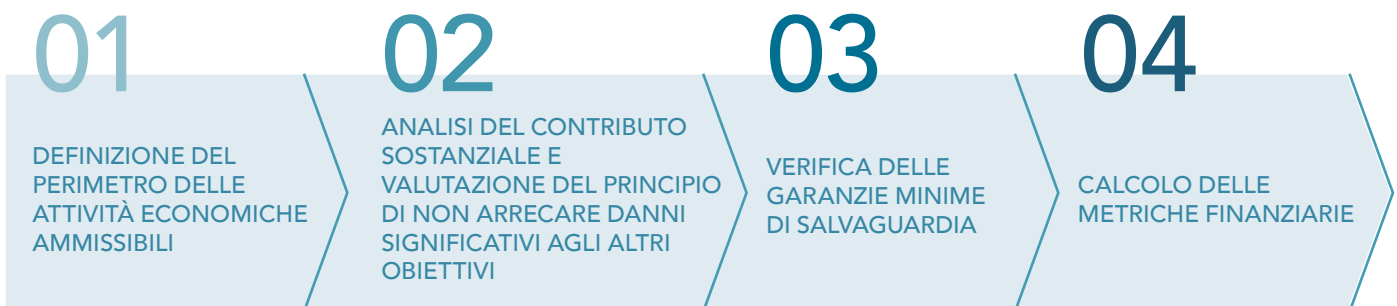 01
DEFINIZIONE DEL
PERIMETRO DELLE
ATTIVITÀ ECONOMICHE
AMMISSIBILI
02
ANALISI DEL CONTRIBUTO
SOSTANZIALE E
VALUTAZIONE DEL PRINCIPIO
DI NON ARRECARE DANNI
SIGNIFICATIVI AGLI ALTRI
OBIETTIVI
03
VERIFICA DELLE
GARANZIE MINIME
DI SALVAGUARDIA
04
CALCOLO DELLE
METRICHE FINANZIARIE